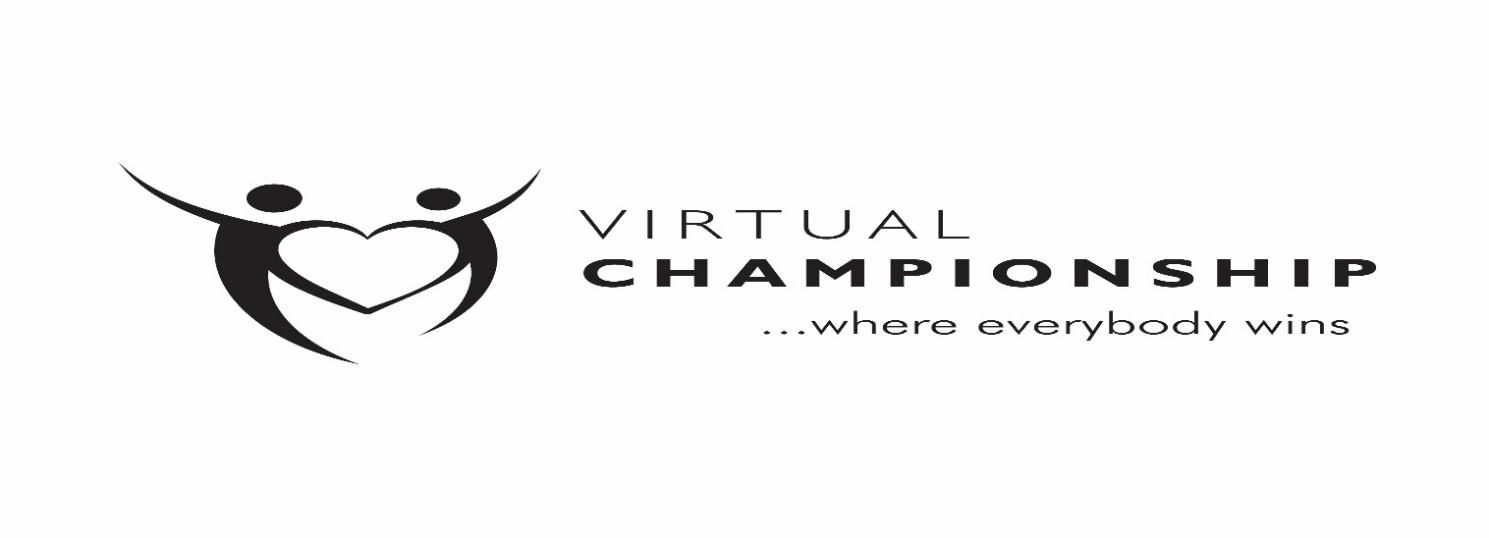 VIRTUAL
CHAMPIONSHIP
...where everybody wins